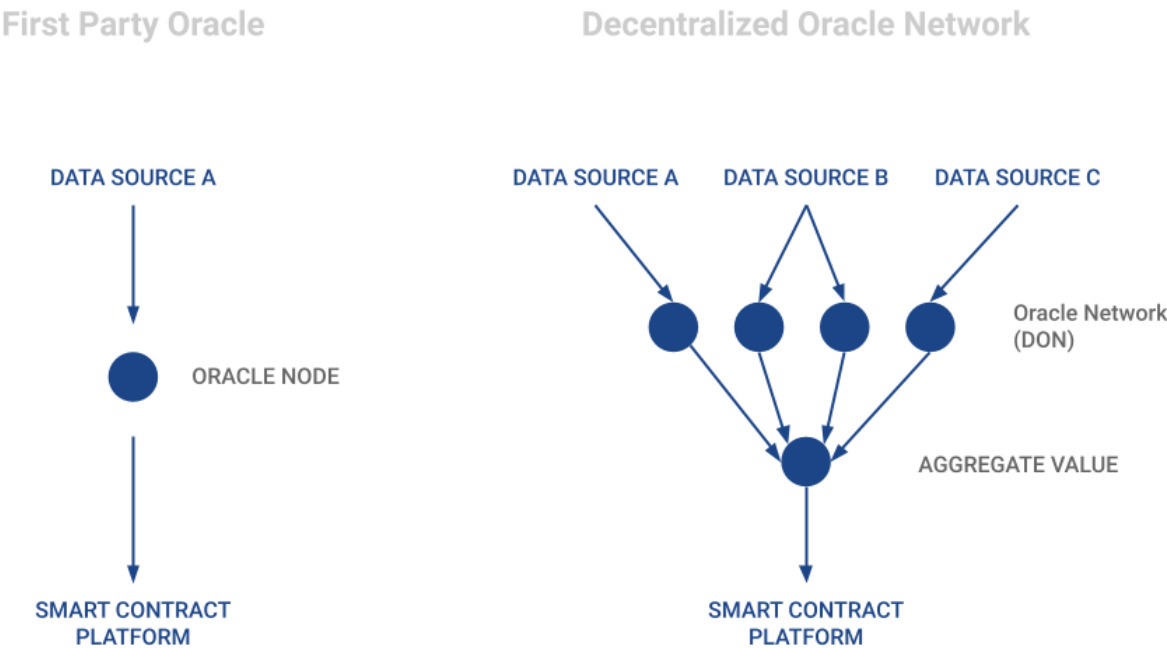 First Party Oracle
Decentralized Oracle Network
DATA SOURCE A
DATA SOURCE A
DATA SOURCE B
DATA SOURCE C
ORACLE NODE
Oracle Network
(DON)
AGGREGATE VALUE
SMART CONTRACT
PLATFORM
SMART CONTRACT
PLATFORM